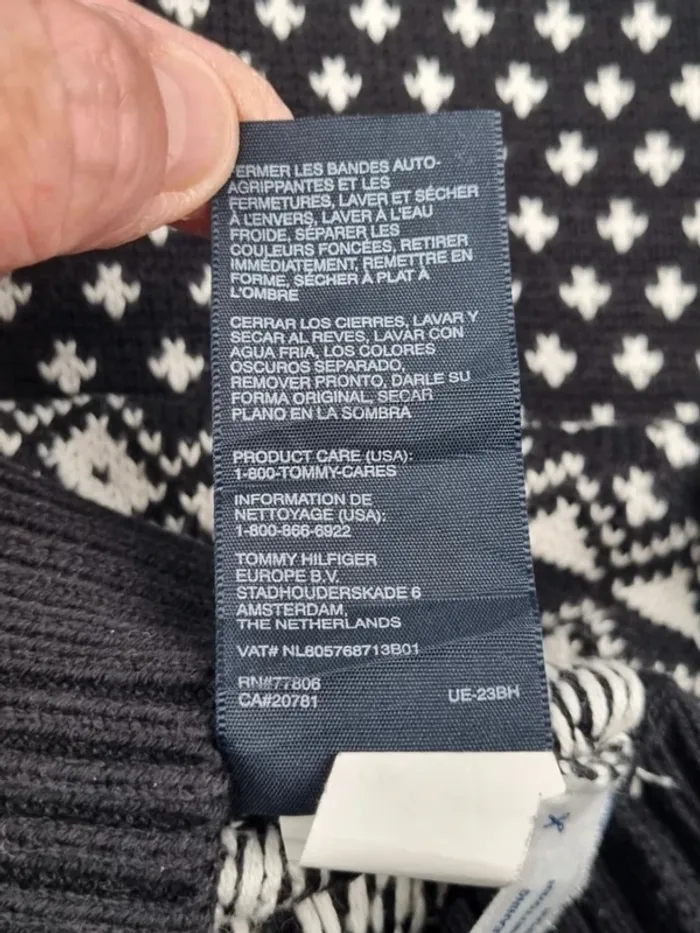 FERMER LES BANDES AUTO-
AGRIPPANTES ET LES
FERMETURES, LAVER ET SÉCHER
À L'ENVERS, LAVER À L'EAU
FROIDE, SÉPARER LES
COULEURS FONCÉES, RETIRER
IMMÉDIATEMENT, REMETTRE EN
FORME, SÉCHER À PLAT À
L'OMBRE
CERRAR LOS CIERRES, LAVAR Y
SECAR AL REVES, LAVAR CON
AGUA FRIA, LOS COLORES
OSCUROS SEPARADO,
REMOVER PRONTO, DARLE SU
FORMA ORIGINAL, SECAR
PLANO EN LA SOMBRA
PRODUCT CARE (USA):
1-800-TOMMY-CARES
INFORMATION DE
NETTOYAGE (USA):
1-800-866-6922
TOMMY HILFIGER
EUROPE B.V.
STADHOUDERSKADE 6
AMSTERDAM,
THE NETHERLANDS
VAT# NL805768713B01
RN#77806
CA#20781
UE-23BH